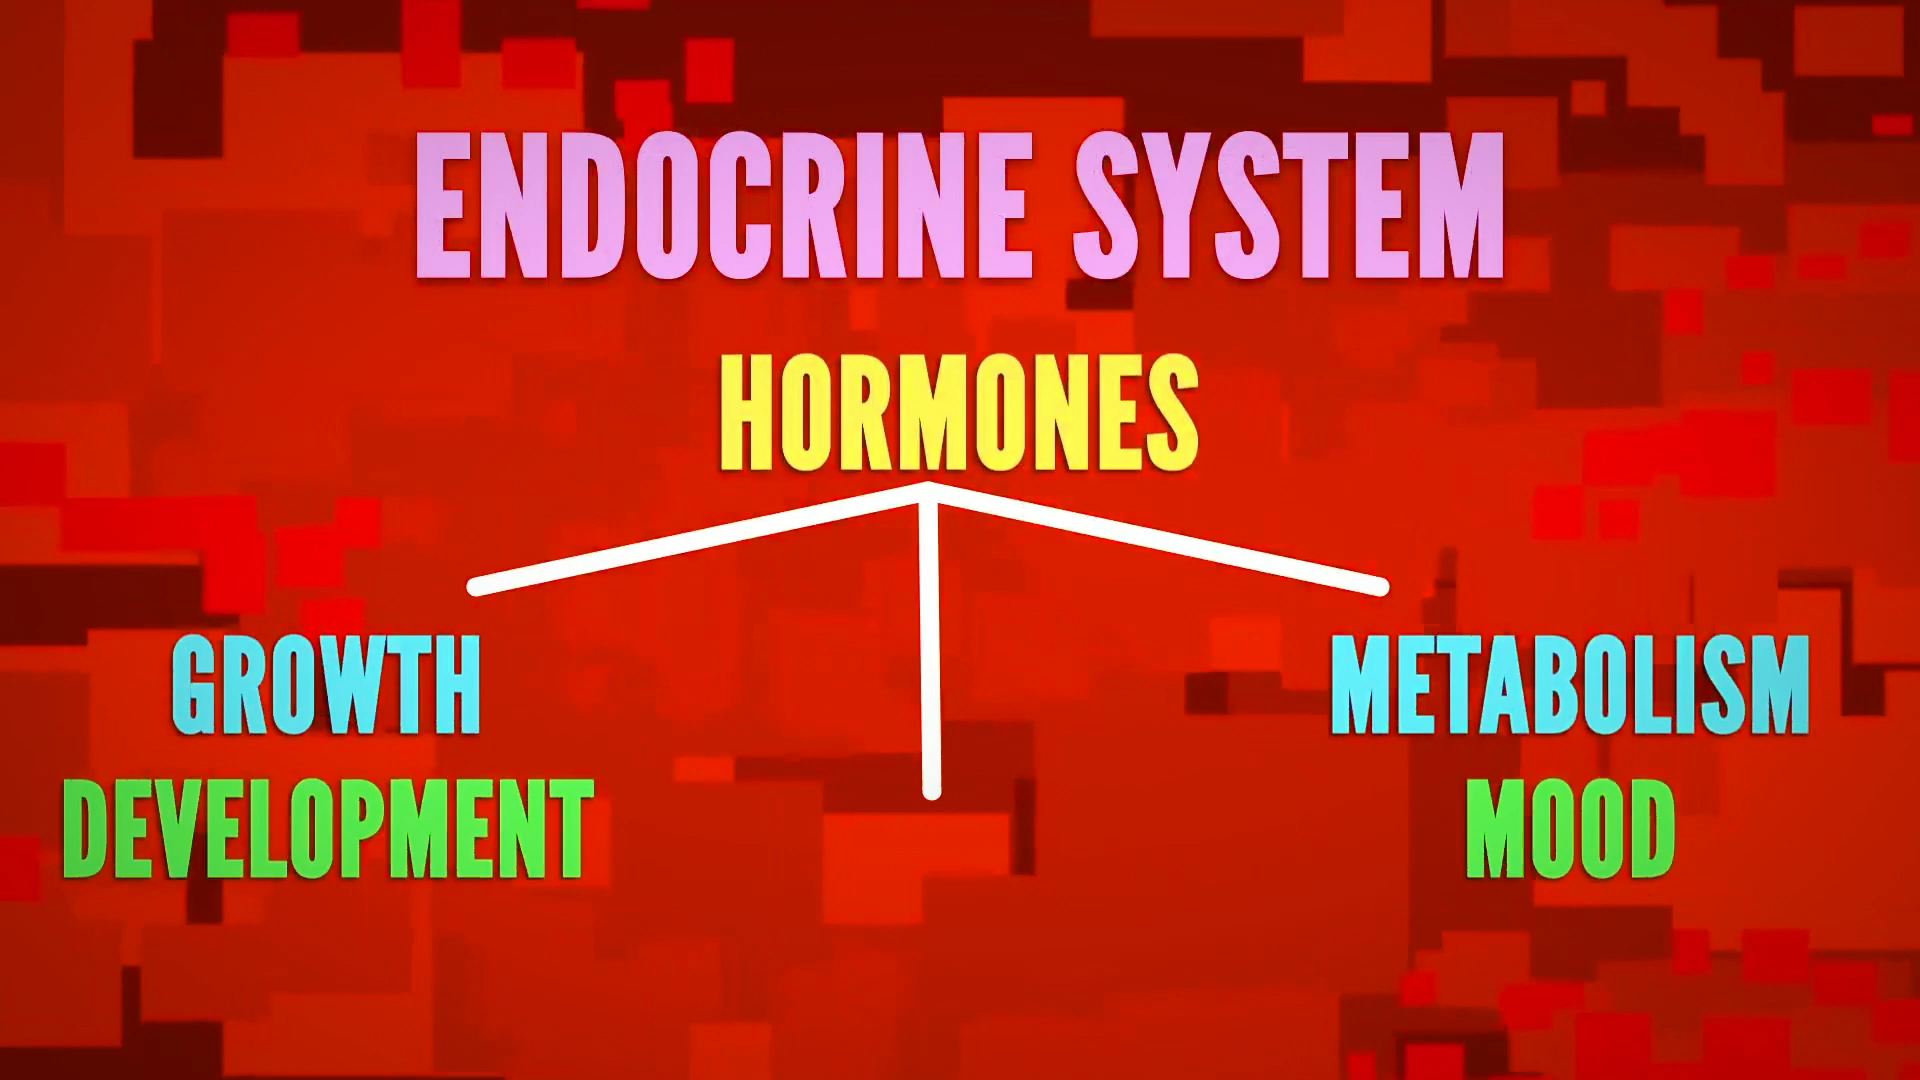 ENDOCRINE SYSTEM
HORMONES
GROWTH
DEVELOPMENT
METABOLISM
MOOD